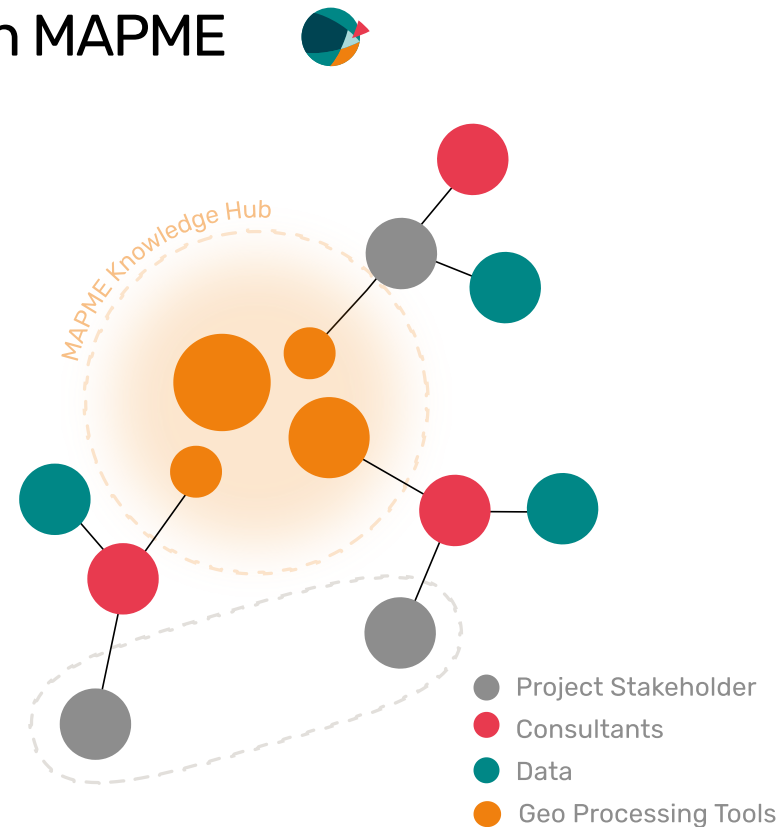 n MAPME
MAPME Knowledge Hub
Project Stakeholder
Consultants
Data
Geo Processing Tools